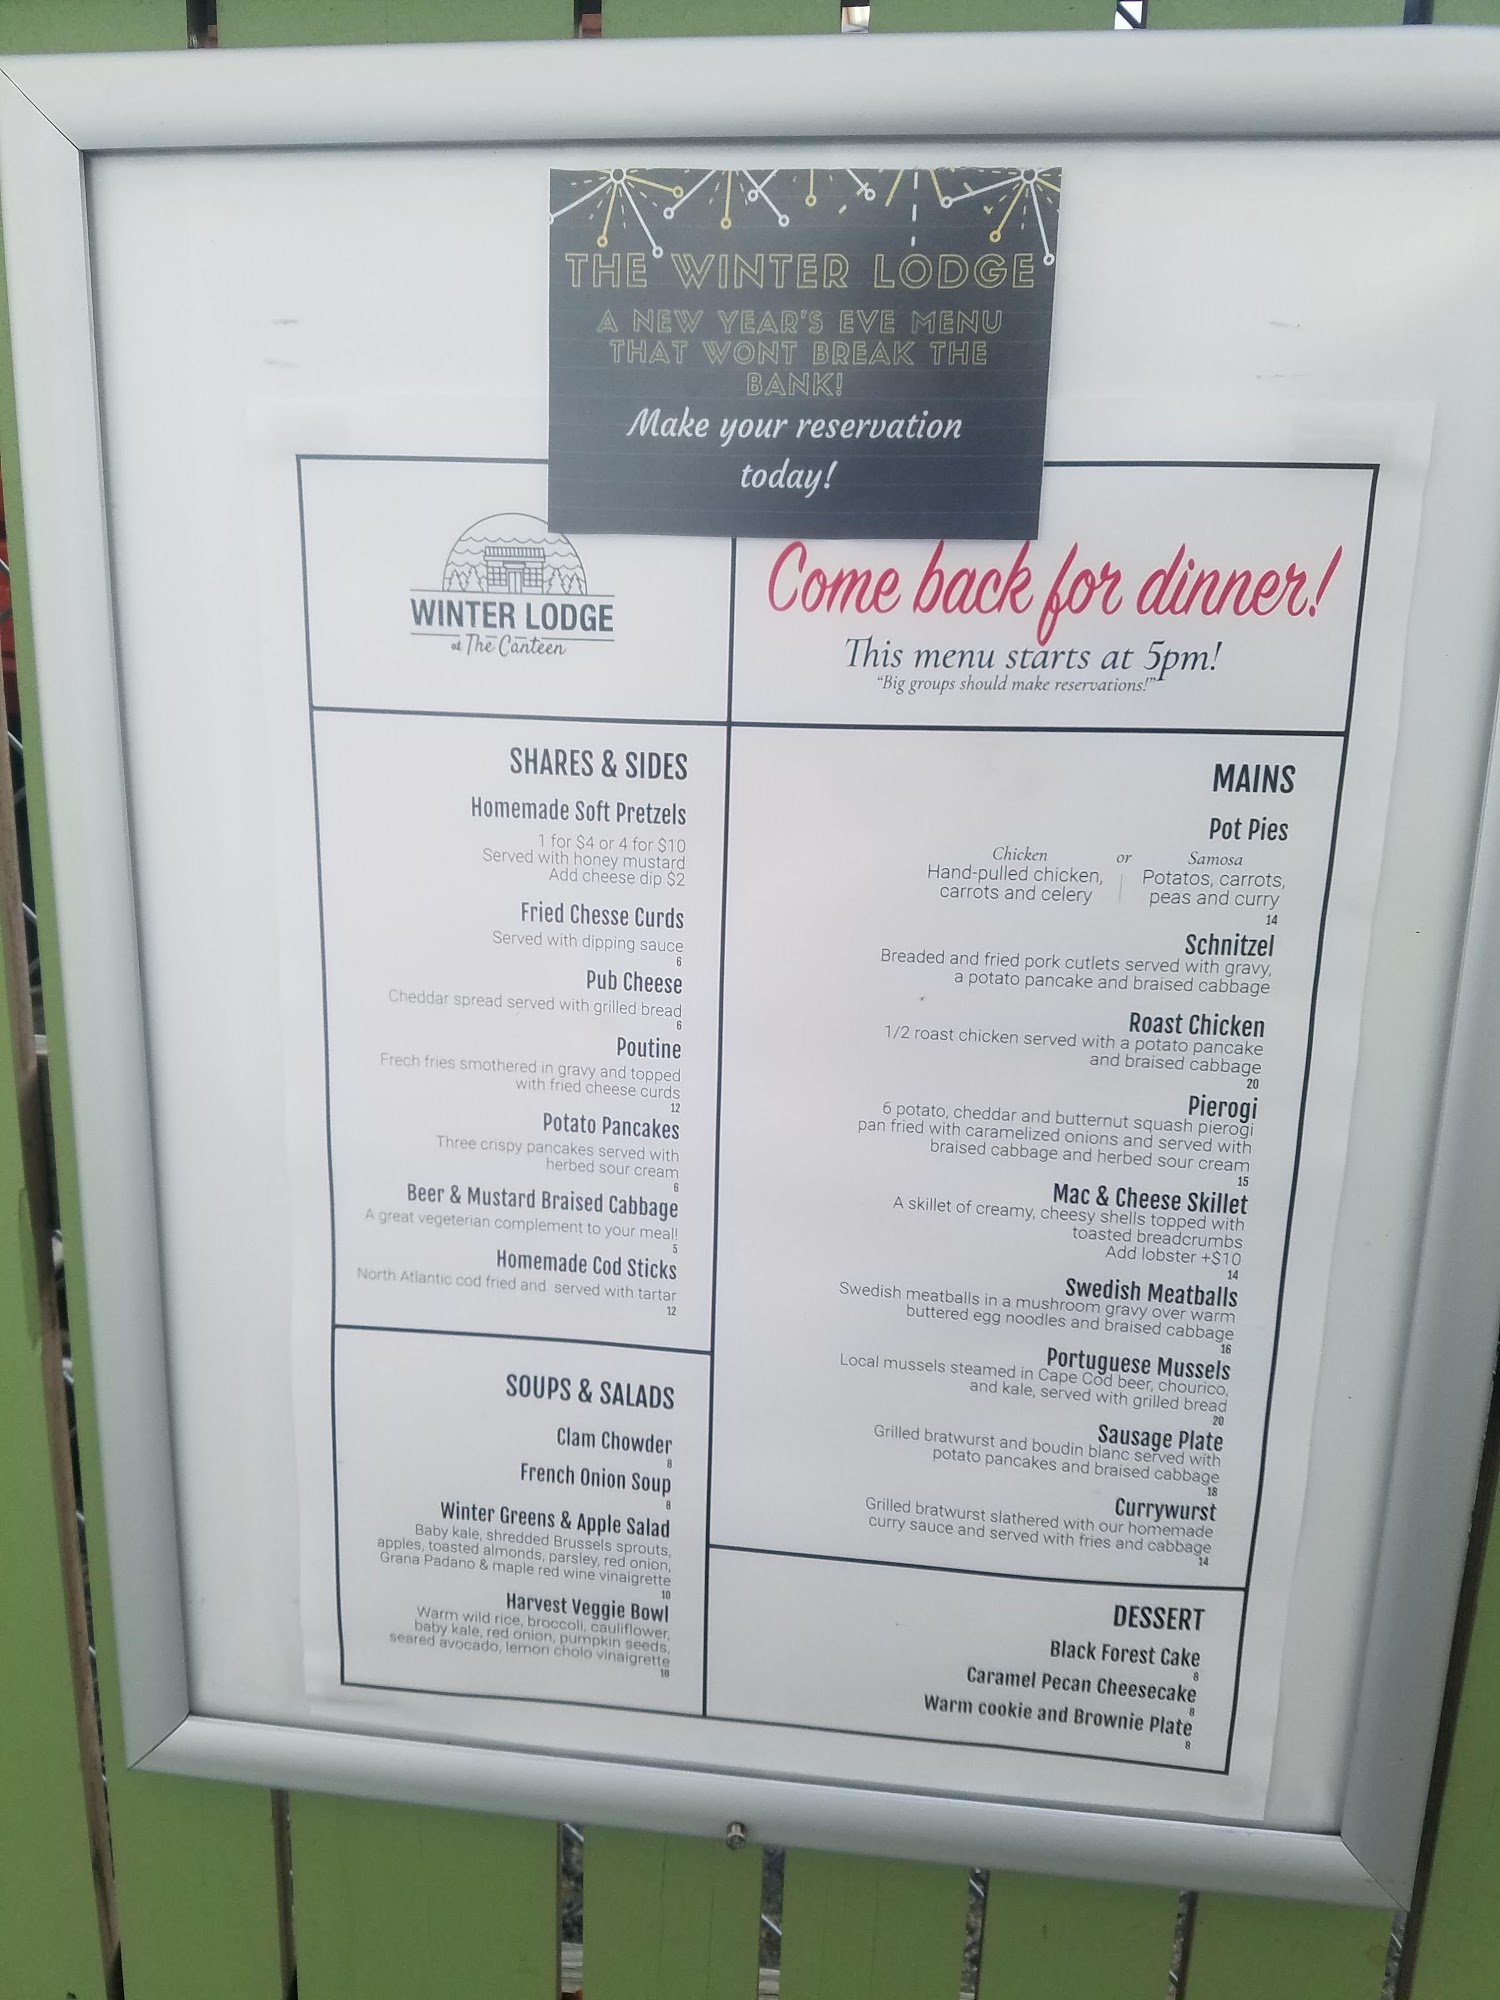 THE WINTER LODGE
A NEW YEAR'S EVE MENU
THAT WONT BREAK THE
BANK!
Make your reservation
today!
WINTER LODGE
at The Canteen
Come back for dinner!
This menu starts at 5pm!
"Big groups should make reservations!"
SHARES & SIDES
Homemade Soft Pretzels
1 for $4 or 4 for $10
Served with honey mustard
Add cheese dip $2
Fried Chesse Curds
Served with dipping sauce
6
Pub Cheese
Cheddar spread served with grilled bread
6
Poutine
Frech fries smothered in gravy and topped
with fried cheese curds
12
Potato Pancakes
Three crispy pancakes served with
herbed sour cream
6
Beer & Mustard Braised Cabbage
A great vegeterian complement to your meal!
5
Homemade Cod Sticks
North Atlantic cod fried and served with tartar
12
SOUPS & SALADS
Clam Chowder
8
French Onion Soup
8
Winter Greens & Apple Salad
Baby kale, shredded Brussels sprouts,
apples, toasted almonds, parsley, red onion,
Grana Padano & maple red wine vinaigrette
10
Harvest Veggie Bowl
Warm wild rice, broccoli, cauliflower,
baby kale, red onion, pumpkin seeds,
seared avocado, lemon cholo vinaigrette
10
MAINS
Pot Pies
Chicken or Samosa
Hand-pulled chicken, Potatos, carrots,
carrots and celery peas and curry
14
Schnitzel
Breaded and fried pork cutlets served with gravy,
a potato pancake and braised cabbage
Roast Chicken
1/2 roast chicken served with a potato pancake
and braised cabbage
20
Pierogi
6 potato, cheddar and butternut squash pierogi
pan fried with caramelized onions and served with
braised cabbage and herbed sour cream
15
Mac & Cheese Skillet
A skillet of creamy, cheesy shells topped with
toasted breadcrumbs
Add lobster +$10
14
Swedish Meatballs
Swedish meatballs in a mushroom gravy over warm
buttered egg noodles and braised cabbage
16
Portuguese Mussels
Local mussels steamed in Cape Cod beer, chourico,
and kale, served with grilled bread
20
Sausage Plate
Grilled bratwurst and boudin blanc served with
potato pancakes and braised cabbage
18
Currywurst
Grilled bratwurst slathered with our homemade
curry sauce and served with fries and cabbage
14
DESSERT
Black Forest Cake
8
Caramel Pecan Cheesecake
8
Warm cookie and Brownie Plate
8